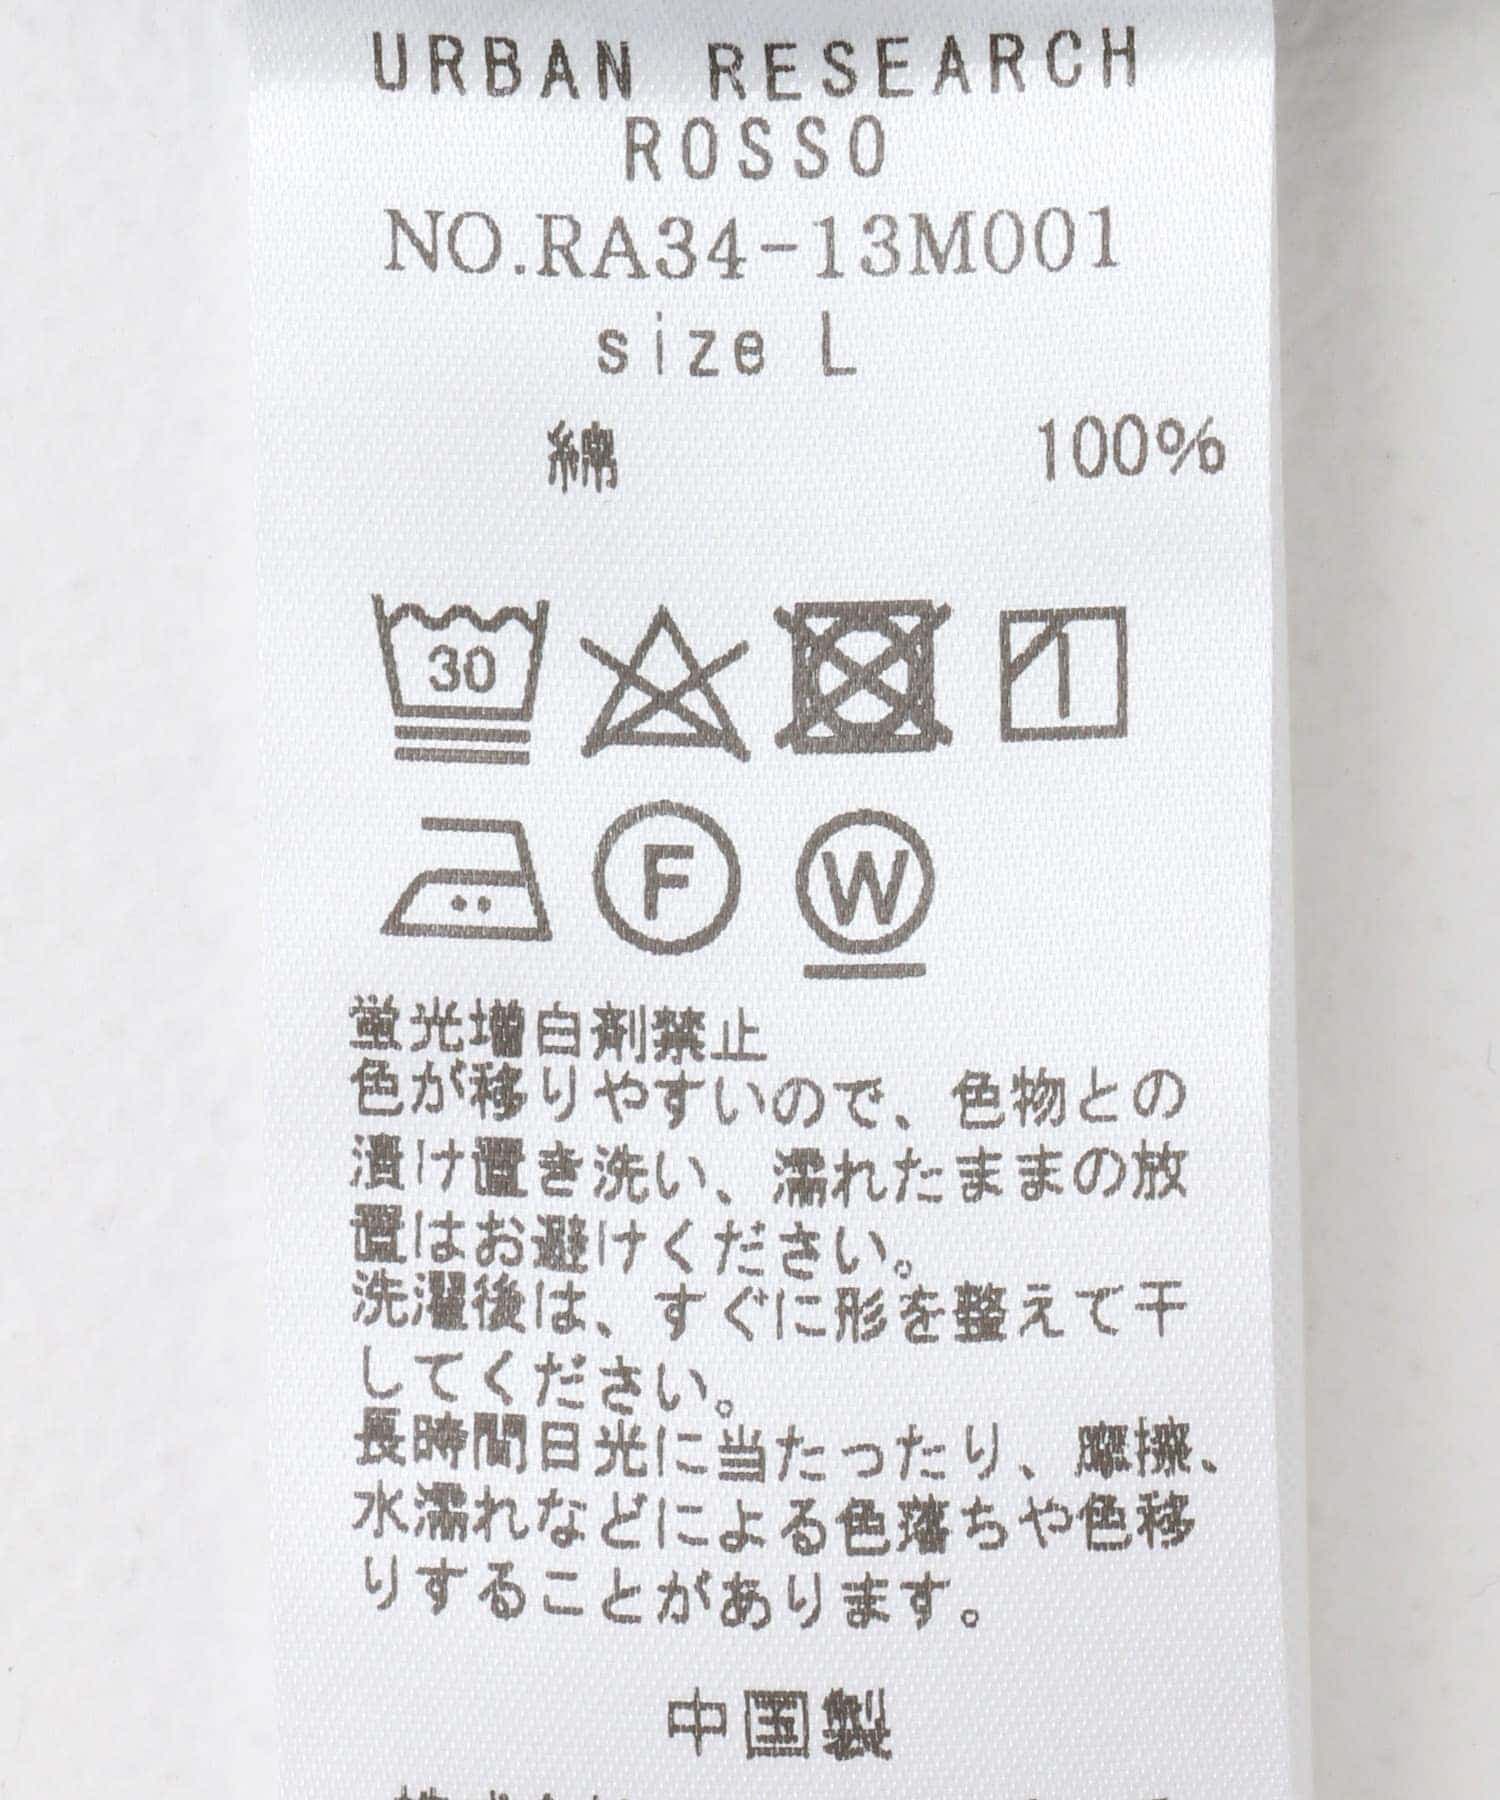 URBAN RESEARCH
ROSSO
NO.RA34-13M001
size L
綿 100%
30
F W
蛍光増白剤禁止
色が移りやすいので、色物との
漬け置き洗い、濡れたままの放
置はお避けください。
洗濯後は、すぐに形を整えて干
してください。
長時間日光に当たったり、摩擦、
水濡れなどによる色落ちや色移
りすることがあります。
中国製